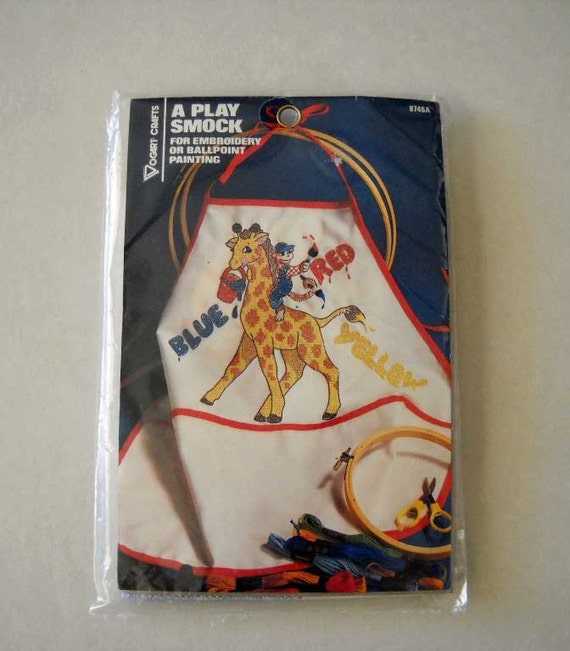 VOGART CRAFTS
A PLAY
SMOCK
FOR EMBROIDERY
OR BALLPOINT
PAINTING
8746A
BLUE
RED
YELLOW